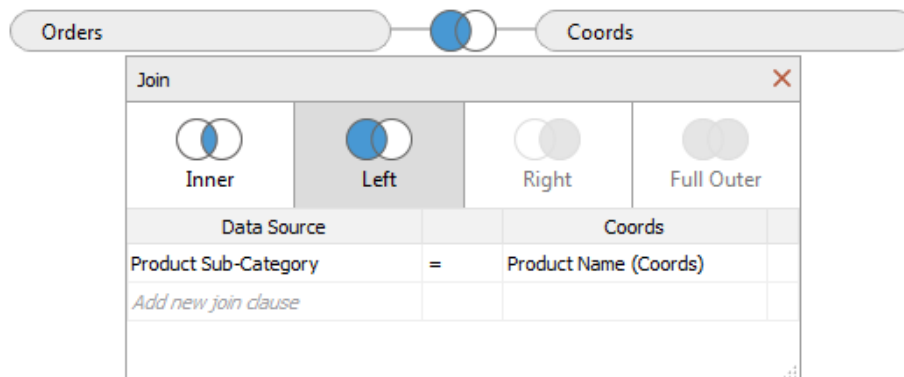 Orders Coords
Join
Inner Left Right Full Outer
Data Source Coords
Product Sub-Category = Product Name (Coords)
Add new join clause